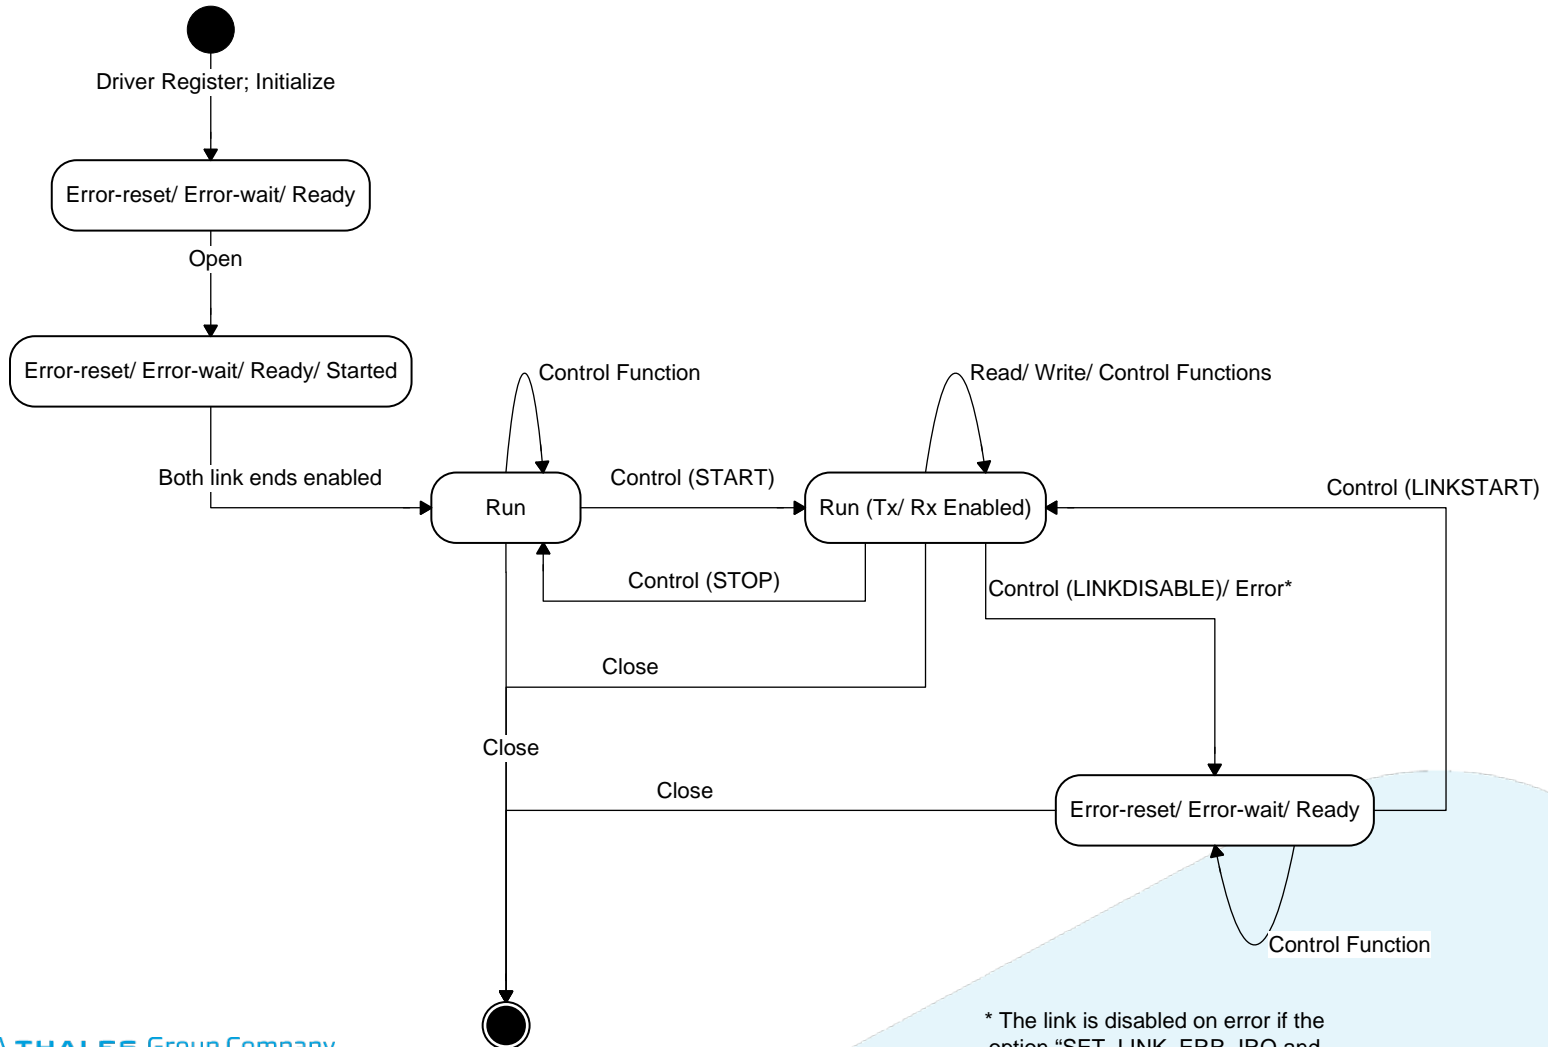 Driver Register; Initialize
Error-reset/ Error-wait/ Ready
Open
Error-reset/ Error-wait/ Ready/ Started
Control Function
Read/ Write/ Control Functions
Both link ends enabled
Control (START)
Control (LINKSTART)
Run
Run (Tx/ Rx Enabled)
Control (STOP)
Control (LINKDISABLE)/ Error*
Close
Close
Close
Error-reset/ Error-wait/ Ready
Control Function
* The link is disabled on error if the
option “SET_LINK_ERR_IRQ and
A THALES Group Company